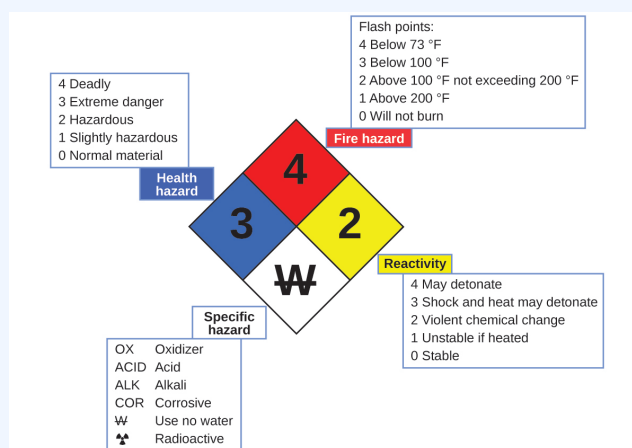 Flash points:
4 Below 73 °F
3 Below 100 °F
2 Above 100 °F not exceeding 200 °F
1 Above 200 °F
0 Will not burn
Fire hazard
4 Deadly
3 Extreme danger
2 Hazardous
1 Slightly hazardous
0 Normal material
Health
hazard
4
3
2
W̶
Reactivity
4 May detonate
3 Shock and heat may detonate
2 Violent chemical change
1 Unstable if heated
0 Stable
Specific
hazard
OX Oxidizer
ACID Acid
ALK Alkali
COR Corrosive
W̶ Use no water
☢ Radioactive